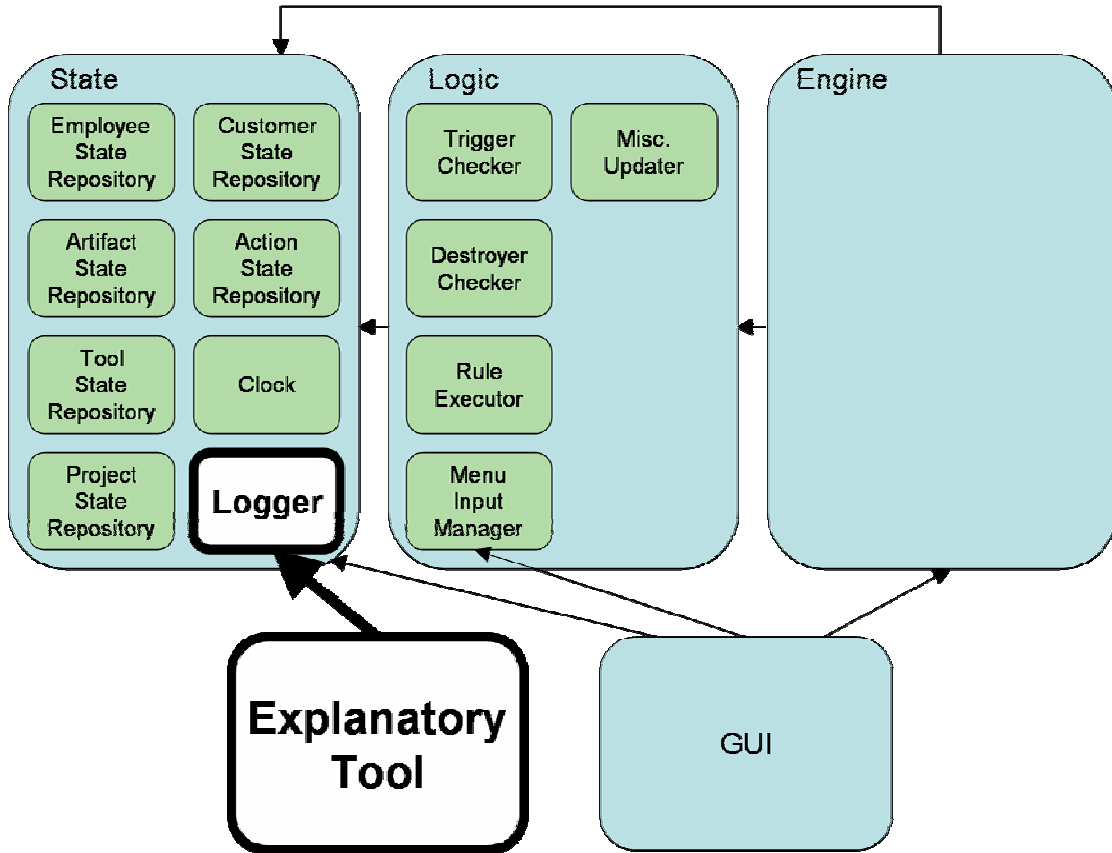 State
Employee
State
Repository
Customer
State
Repository
Artifact
State
Repository
Action
State
Repository
Tool
State
Repository
Clock
Project
State
Repository
Logger
Logic
Trigger
Checker
Misc.
Updater
Destroyer
Checker
Rule
Executor
Menu
Input
Manager
Engine
Explanatory
Tool
GUI